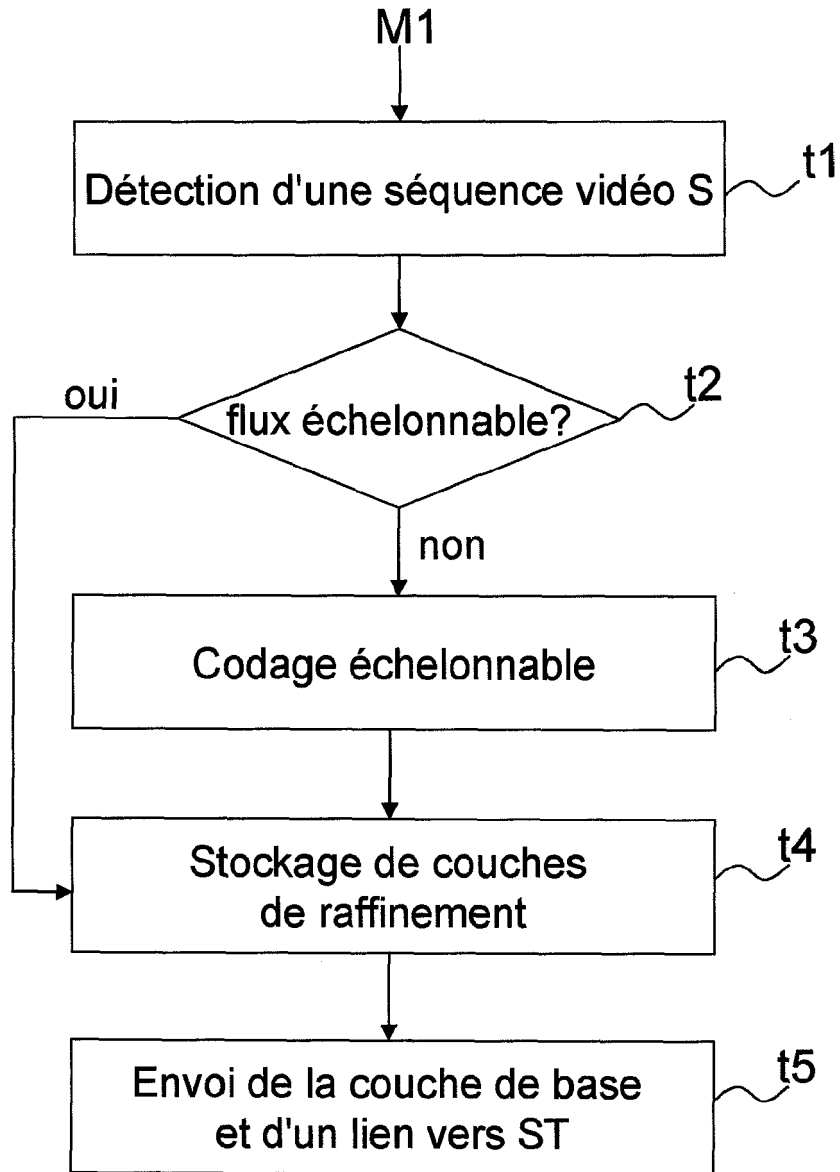 M1
Détection d'une séquence vidéo S
t1
flux échelonnable?
t2
oui
non
Codage échelonnable
t3
Stockage de couches
de raffinement
t4
Envoi de la couche de base
et d'un lien vers ST
t5